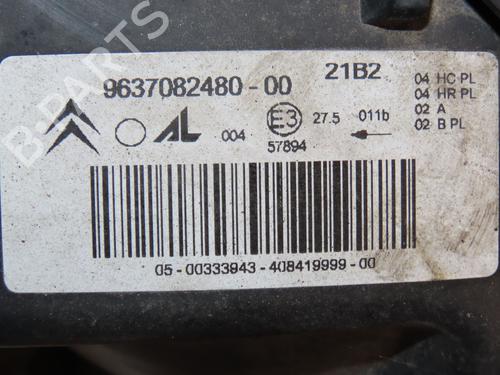 9637082480-00
21B2
04 HC PL
04 HR PL
02 A
02 B PL
AL
004
E3
27.5
011b
57894
05-00333943-408419999-00
B-PARTS